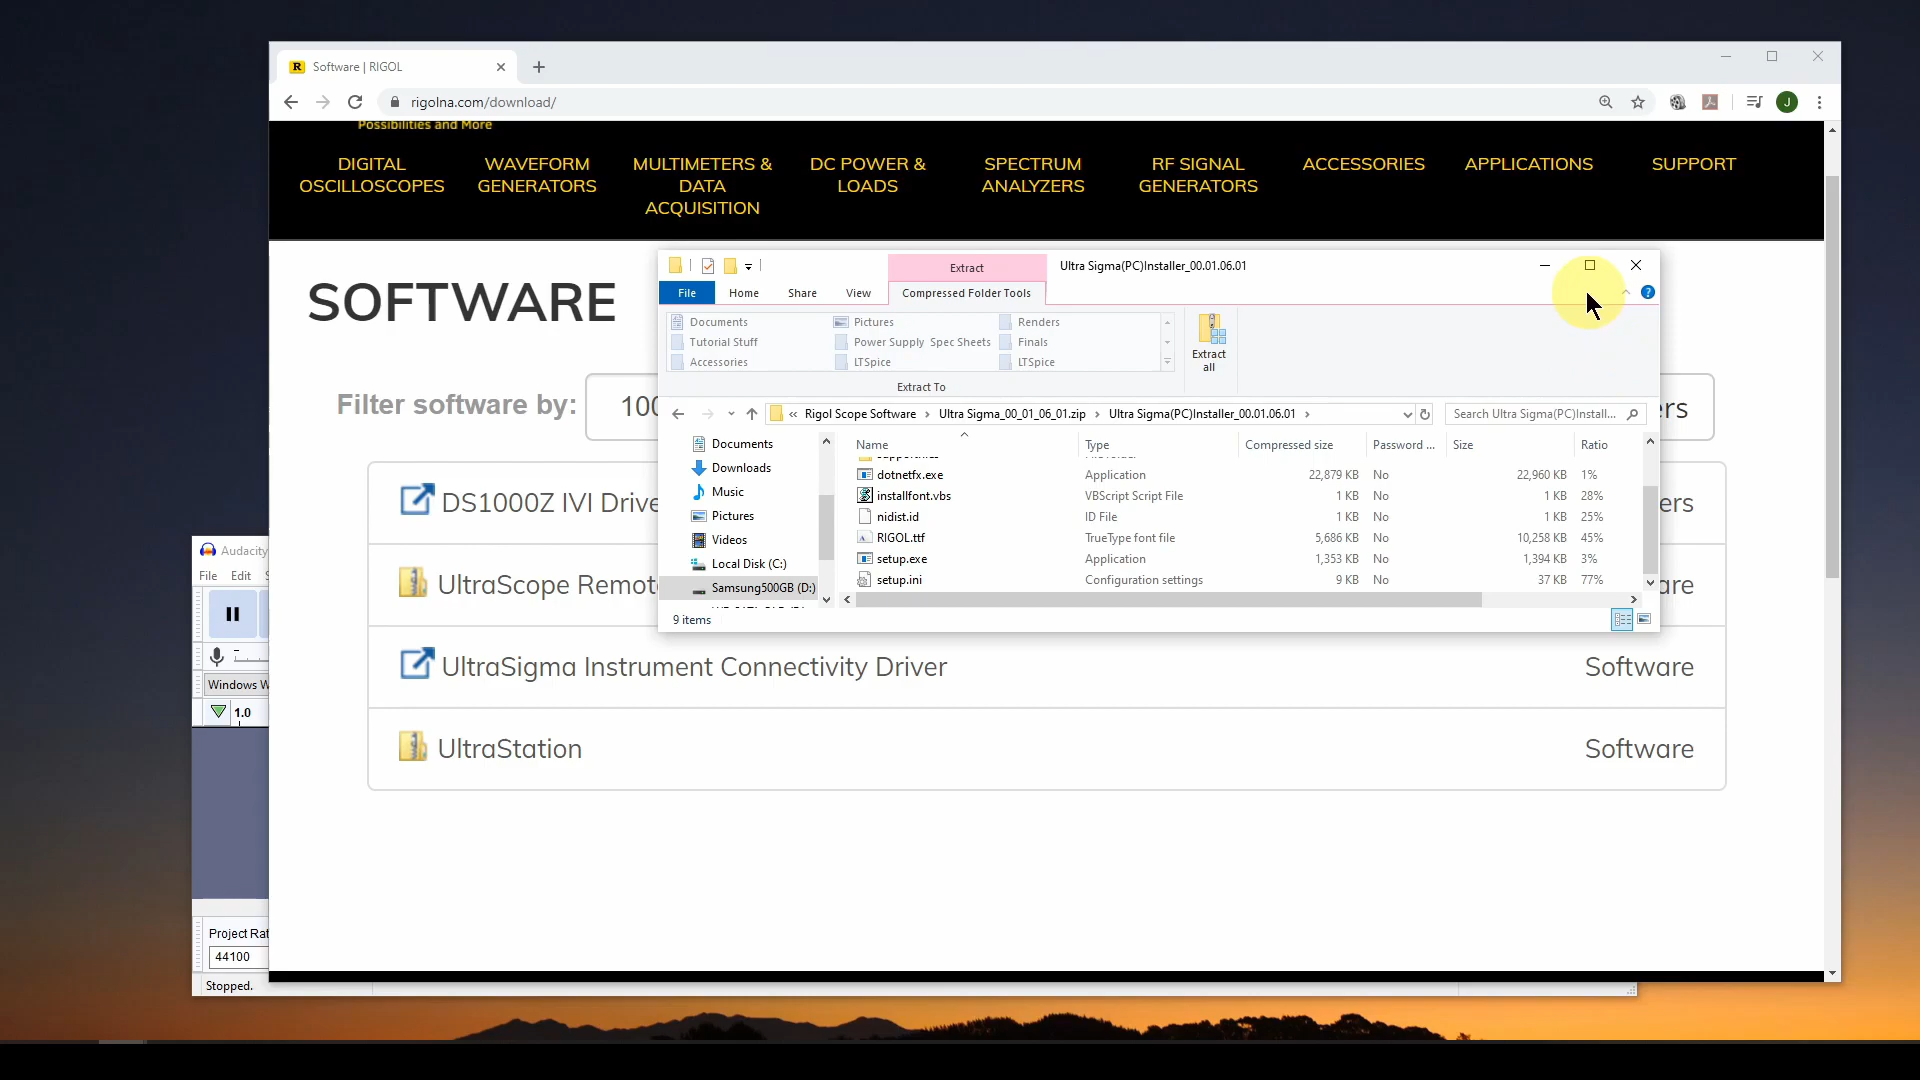 Software | RIGOL
rigolna.com/download/
J
Possibilities and More
DIGITAL OSCILLOSCOPES
WAVEFORM GENERATORS
MULTIMETERS & DATA ACQUISITION
DC POWER & LOADS
SPECTRUM ANALYZERS
RF SIGNAL GENERATORS
ACCESSORIES
APPLICATIONS
SUPPORT
SOFTWARE
Filter software by:
100
ers
DS1000Z IVI Drive
ers
UltraScope Remot
are
UltraSigma Instrument Connectivity Driver Software
UltraStation Software
Extract
Ultra Sigma(PC)Installer_00.01.06.01
File Home Share View Compressed Folder Tools
Documents Pictures Renders
Tutorial Stuff Power Supply Spec Sheets Finals
Accessories LTSpice LTSpice
Extract To
Extract all
« Rigol Scope Software › Ultra Sigma_00_01_06_01.zip › Ultra Sigma(PC)Installer_00.01.06.01 ›
Search Ultra Sigma(PC)Install...
Documents
Downloads
Music
Pictures
Videos
Local Disk (C:)
Samsung500GB (D:)
Name Type Compressed size Password ... Size Ratio
dotnetfx.exe Application 22,879 KB No 22,960 KB 1%
installfont.vbs VBScript Script File 1 KB No 1 KB 28%
nidist.id ID File 1 KB No 1 KB 25%
RIGOL.ttf TrueType font file 5,686 KB No 10,258 KB 45%
setup.exe Application 1,353 KB No 1,394 KB 3%
setup.ini Configuration settings 9 KB No 37 KB 77%
9 items
Audacity
File Edit S
Windows W
1.0
Project Rat
44100
Stopped.